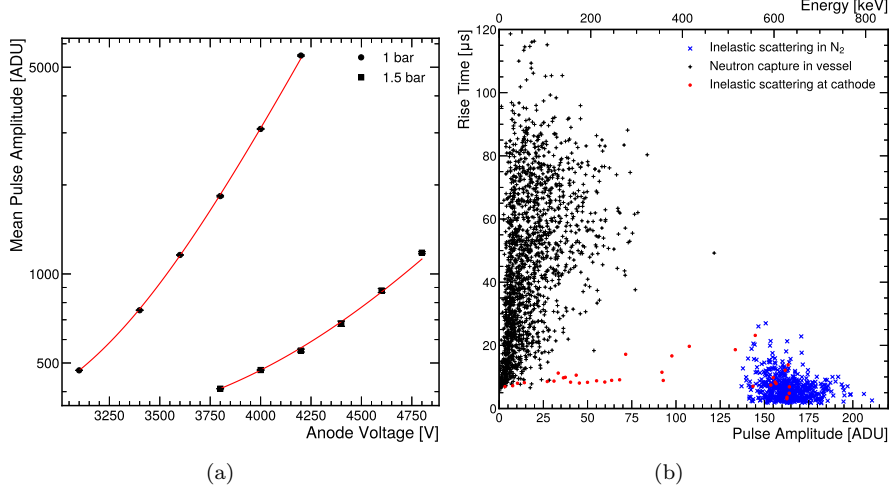 Mean Pulse Amplitude [ADU]
5000
1000
500
1 bar
1.5 bar
3250 3500 3750 4000 4250 4500 4750
Anode Voltage [V]
(a)
Energy [keV]
0 200 400 600 800
Rise Time [µs]
120
100
80
60
40
20
0
Inelastic scattering in N₂
Neutron capture in vessel
Inelastic scattering at cathode
0 25 50 75 100 125 150 175 200
Pulse Amplitude [ADU]
(b)